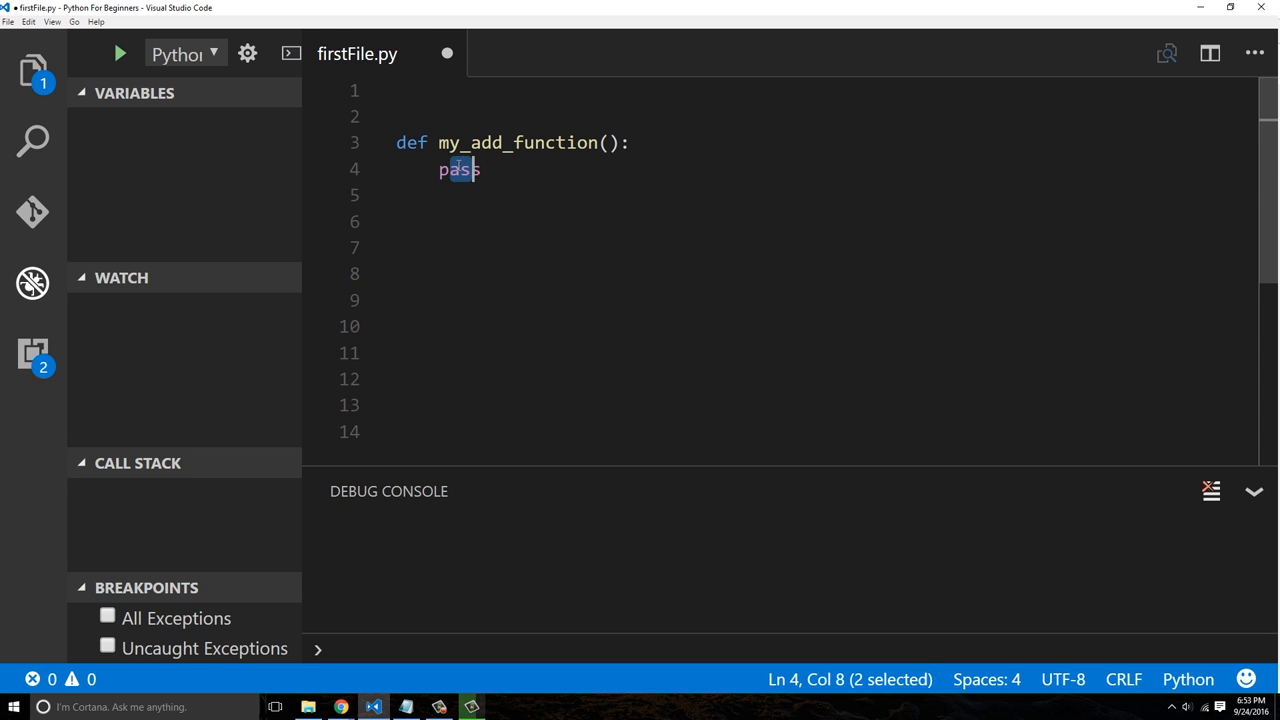 ● firstFile.py - Python For Beginners - Visual Studio Code
File Edit View Go Help
Python
firstFile.py
1
VARIABLES
WATCH
CALL STACK
BREAKPOINTS
All Exceptions
Uncaught Exceptions
2
1
2
3 def my_add_function():
4 pass
5
6
7
8
9
10
11
12
13
14
DEBUG CONSOLE
0 0 Ln 4, Col 8 (2 selected) Spaces: 4 UTF-8 CRLF Python
I'm Cortana. Ask me anything.
6:53 PM
9/24/2016